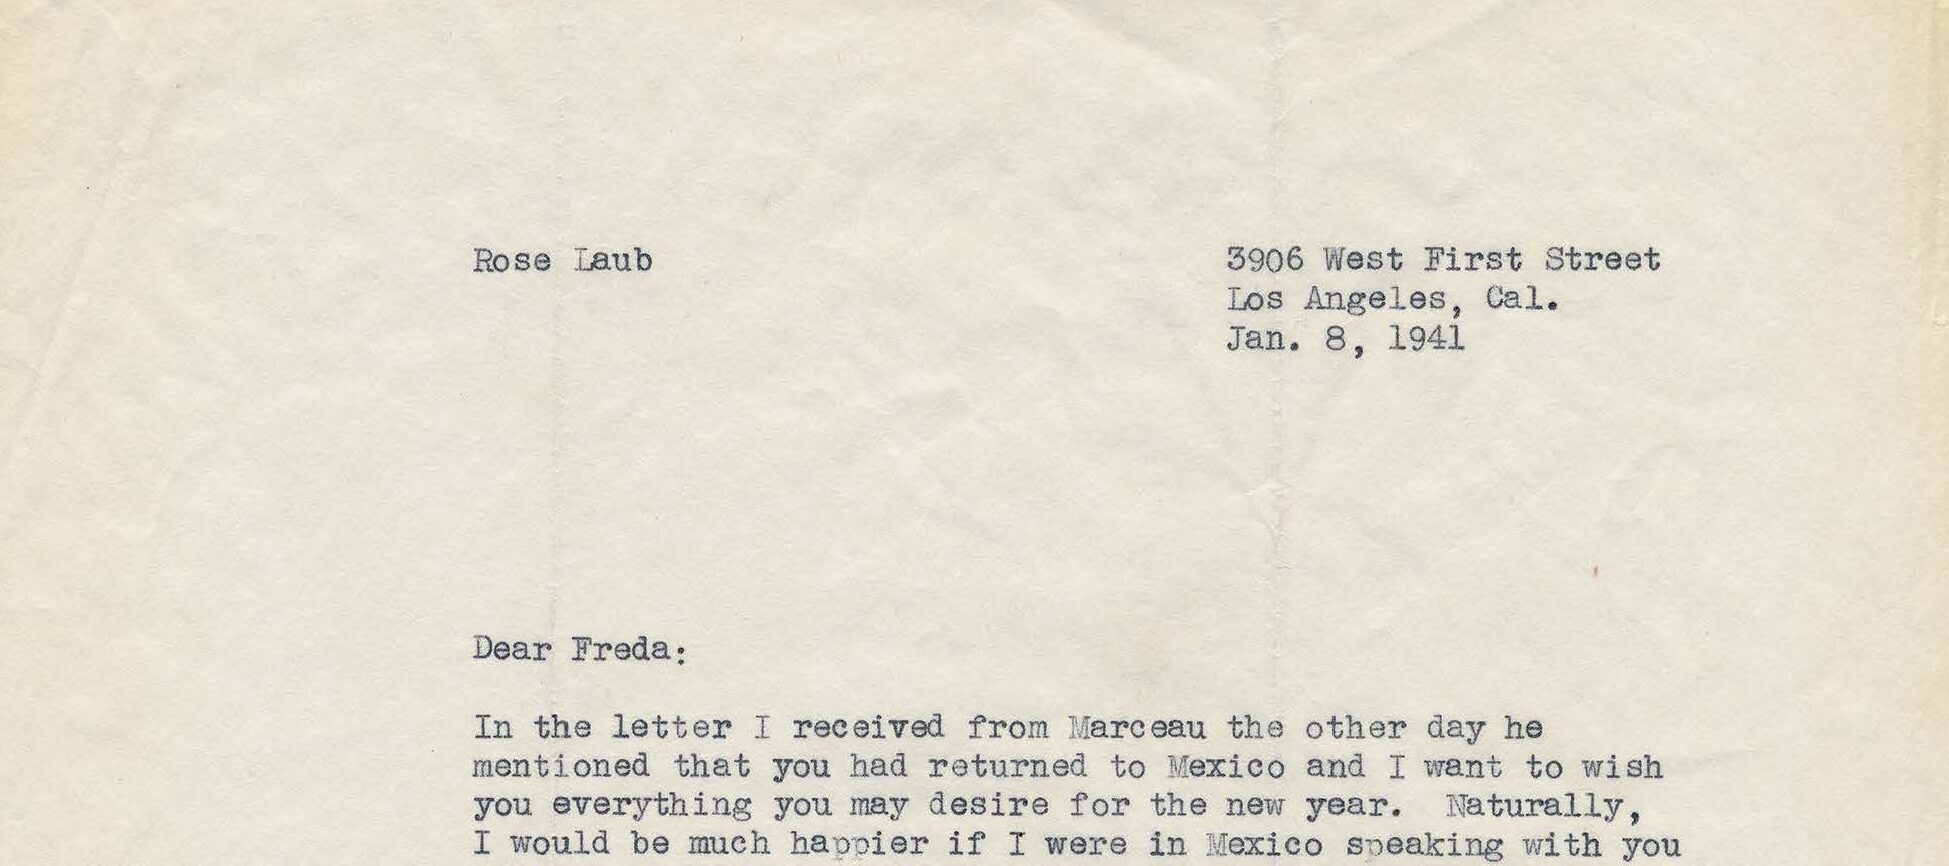 Rose Laub
3906 West First Street
Los Angeles, Cal.
Jan. 8, 1941
Dear Freda:
In the letter I received from Marceau the other day he
mentioned that you had returned to Mexico and I want to wish
you everything you may desire for the new year.  Naturally,
I would be much happier if I were in Mexico speaking with you